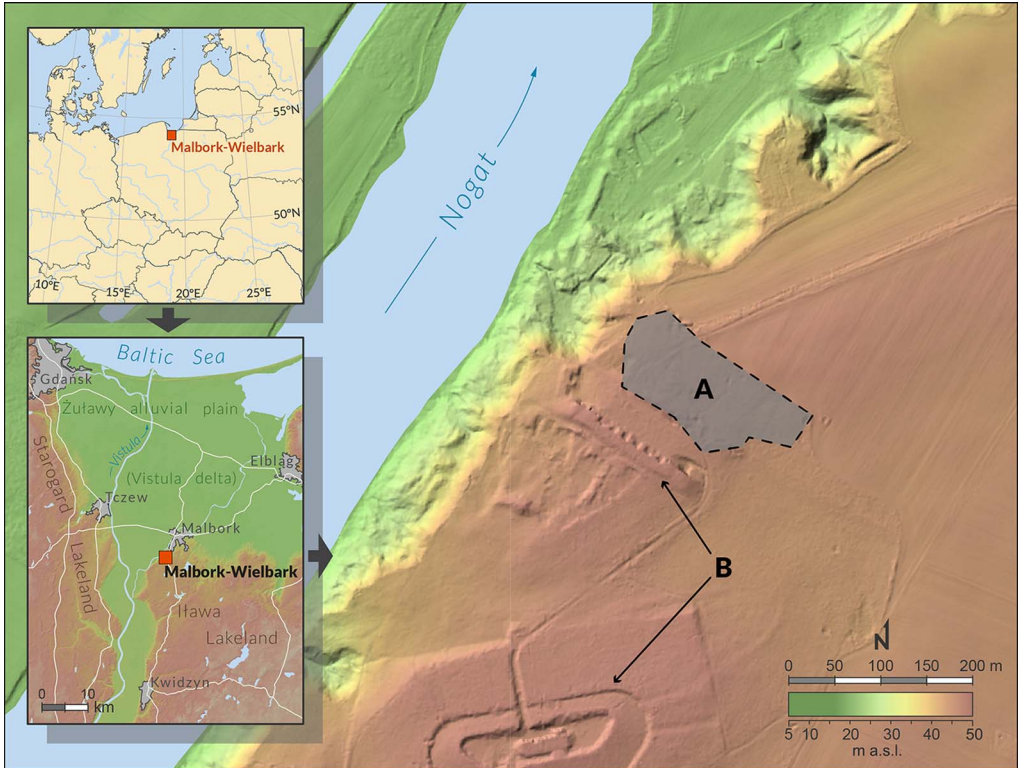 55°N
Malbork-Wielbark
50°N
10°E
15°E
20°E
25°E
Baltic Sea
Gdańsk
Żuławy alluvial plain
Vistula
Starogard
Elbląg
(Vistula delta)
Tczew
Malbork
Malbork-Wielbark
Lakeland
Iława
Lakeland
Kwidzyn
0 10
km
Nogat
A
B
N
0 50 100 150 200 m
5 10 20 30 40 50
m a.s.l.